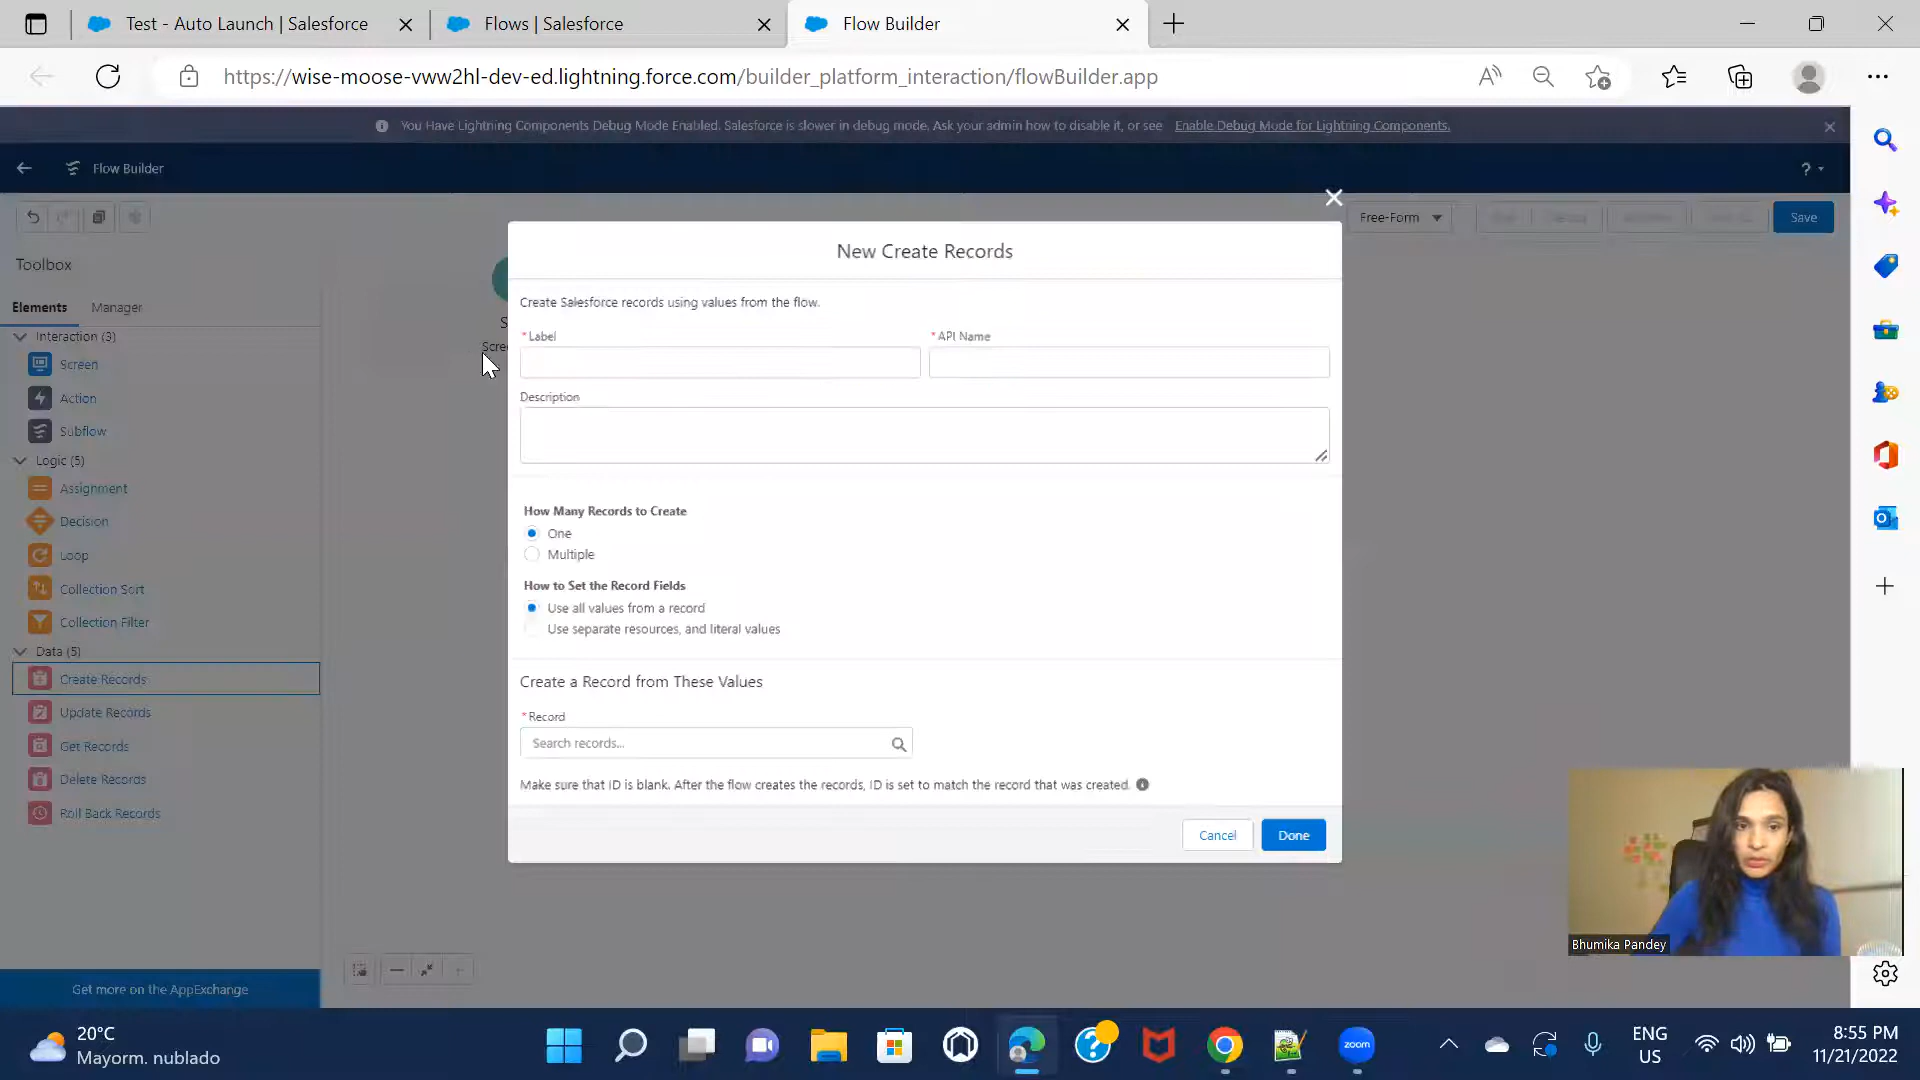 Test - Auto Launch | Salesforce
Flows | Salesforce
Flow Builder
https://wise-moose-vww2hl-dev-ed.lightning.force.com/builder_platform_interaction/flowBuilder.app
You Have Lightning Components Debug Mode Enabled. Salesforce is slower in debug mode. Ask your admin how to disable it, or see Enable Debug Mode for Lightning Components.
Flow Builder
?
Free-Form
Save
Toolbox
Elements
Manager
Interaction (3)
Screen
Action
Subflow
Logic (5)
Assignment
Decision
Loop
Collection Sort
Collection Filter
Data (5)
Create Records
Update Records
Get Records
Delete Records
Roll Back Records
Get more on the AppExchange
New Create Records
Create Salesforce records using values from the flow.
* Label
* API Name
Description
How Many Records to Create
One
Multiple
How to Set the Record Fields
Use all values from a record
Use separate resources, and literal values
Create a Record from These Values
* Record
Search records...
Make sure that ID is blank. After the flow creates the records, ID is set to match the record that was created.
Cancel
Done
Bhumika Pandey
20°C
Mayorm. nublado
zoom
ENG
US
8:55 PM
11/21/2022